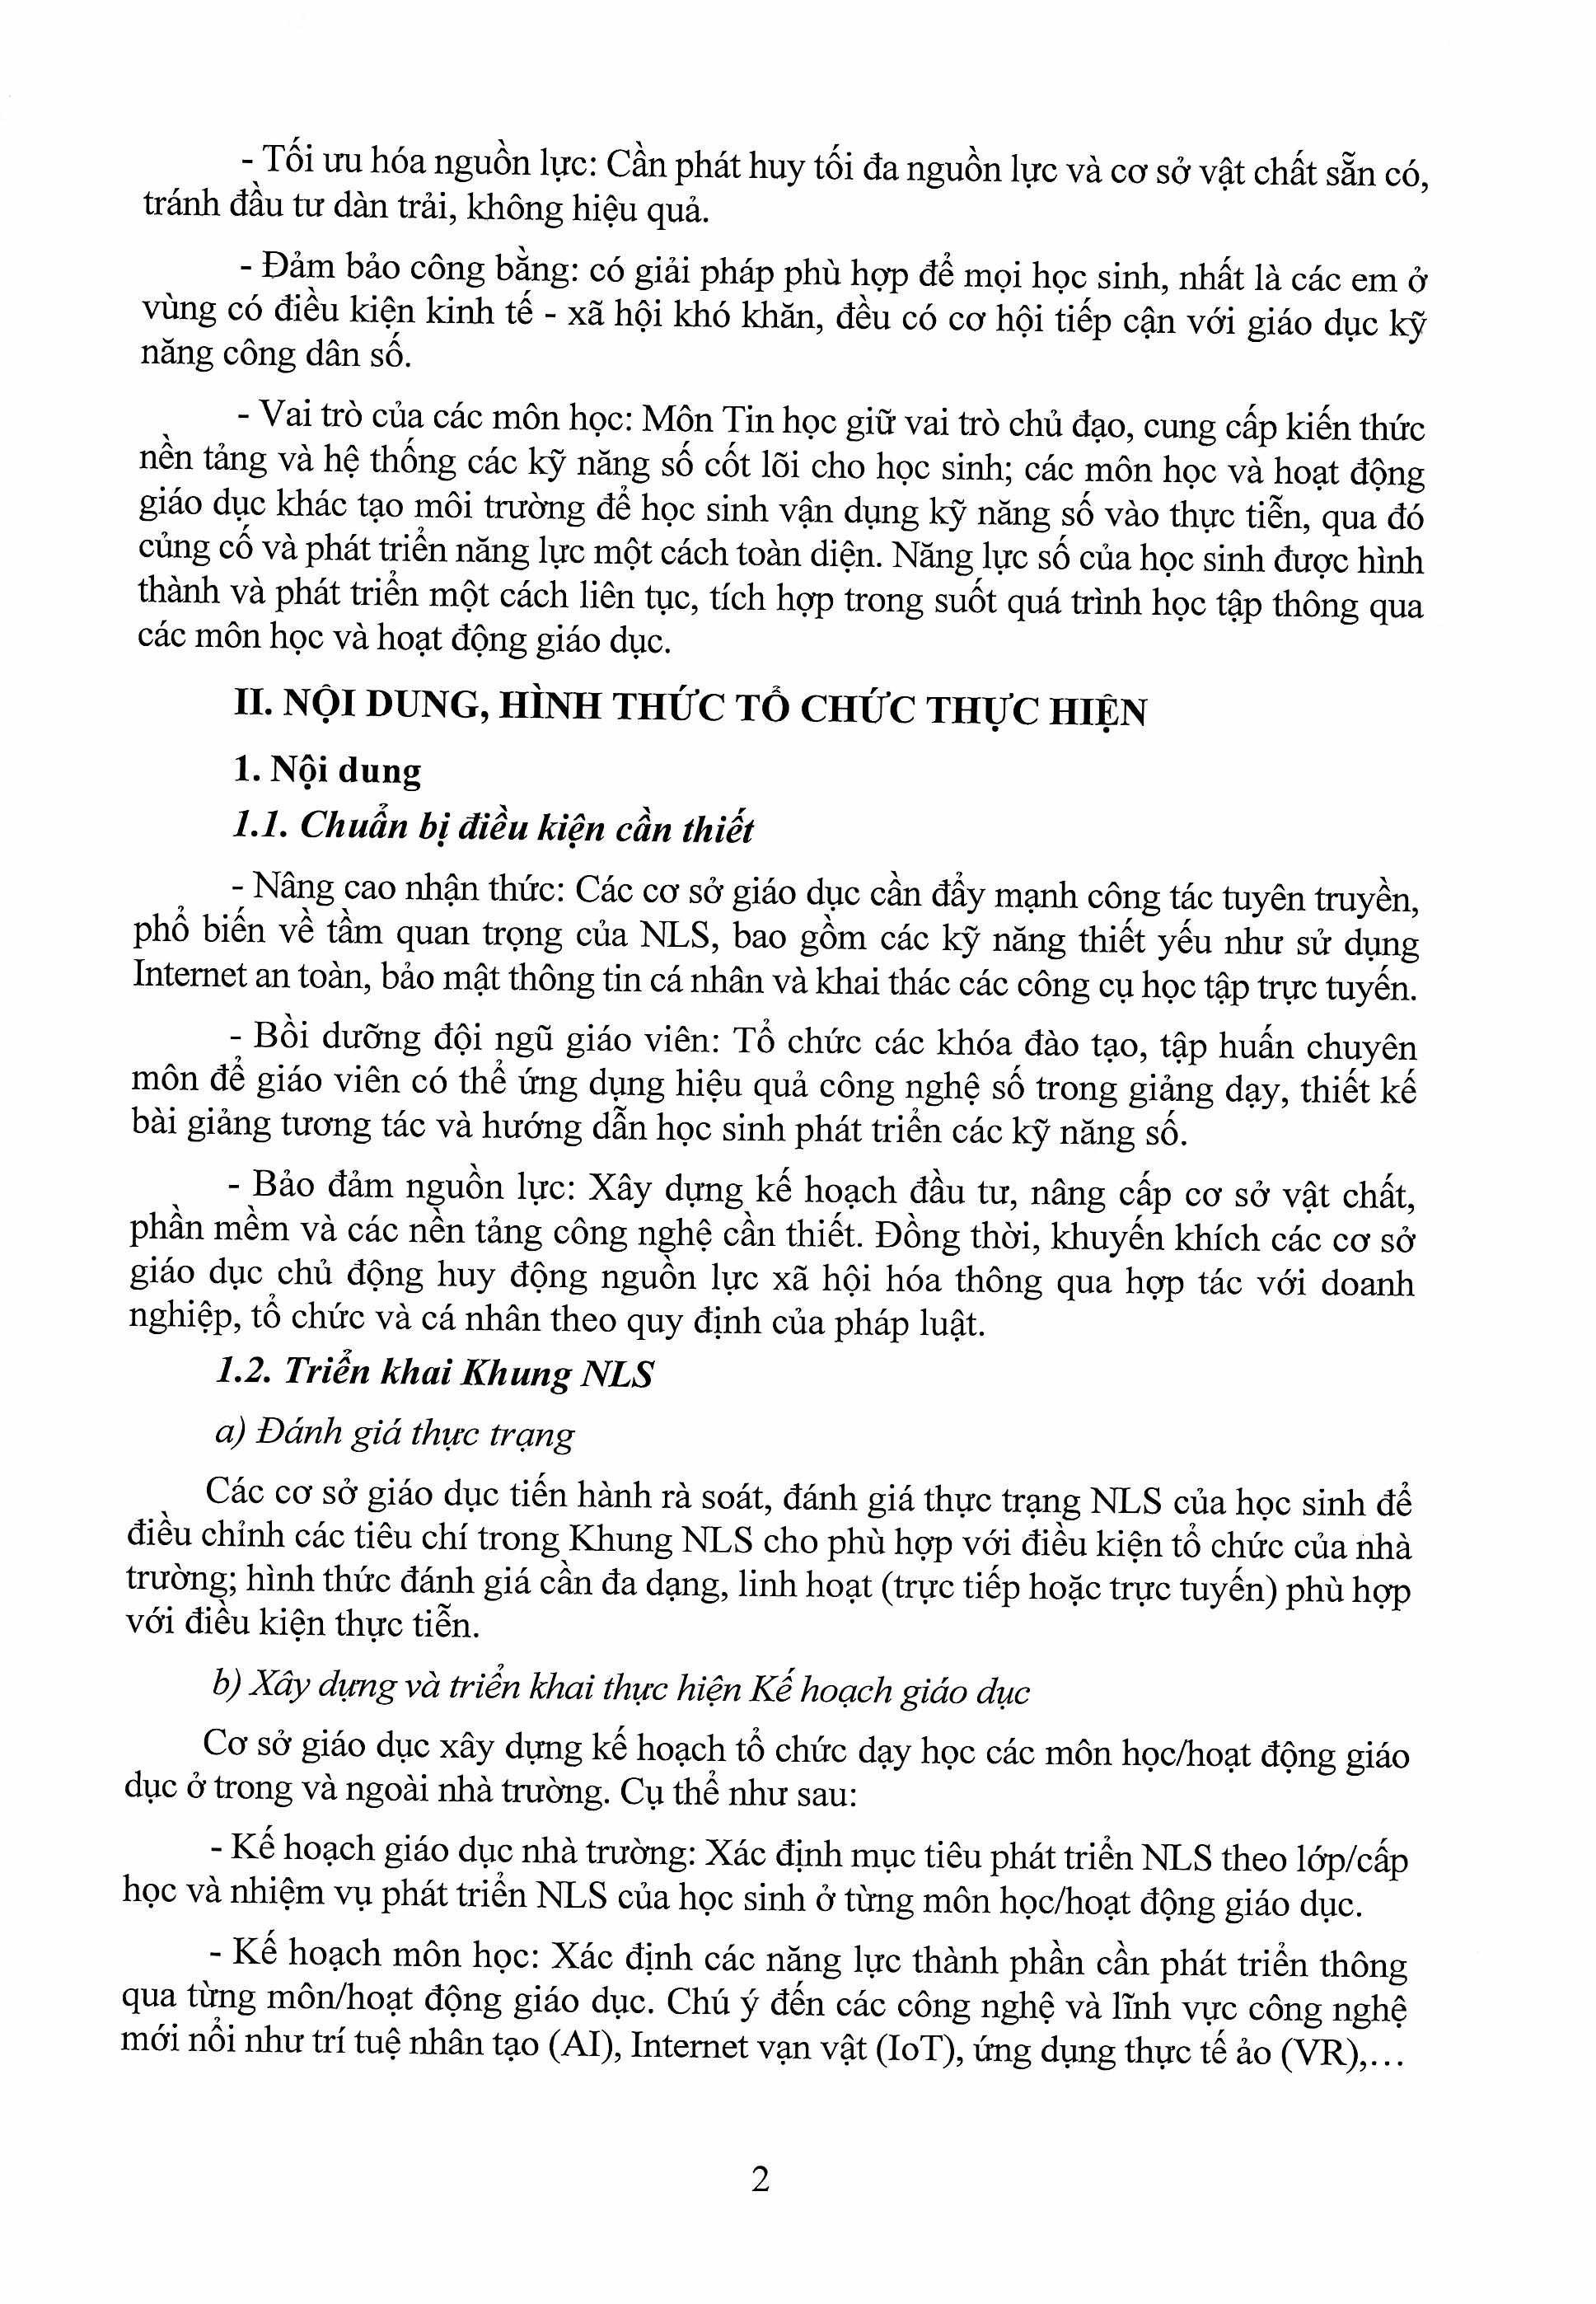 - Tối ưu hóa nguồn lực: Cần phát huy tối đa nguồn lực và cơ sở vật chất sẵn có,
tránh đầu tư dàn trải, không hiệu quả.
- Đảm bảo công bằng: có giải pháp phù hợp để mọi học sinh, nhất là các em ở
vùng có điều kiện kinh tế - xã hội khó khăn, đều có cơ hội tiếp cận với giáo dục kỹ
năng công dân số.
- Vai trò của các môn học: Môn Tin học giữ vai trò chủ đạo, cung cấp kiến thức
nền tảng và hệ thống các kỹ năng số cốt lõi cho học sinh; các môn học và hoạt động
giáo dục khác tạo môi trường để học sinh vận dụng kỹ năng số vào thực tiễn, qua đó
củng cố và phát triển năng lực một cách toàn diện. Năng lực số của học sinh được hình
thành và phát triển một cách liên tục, tích hợp trong suốt quá trình học tập thông qua
các môn học và hoạt động giáo dục.
II. NỘI DUNG, HÌNH THỨC TỔ CHỨC THỰC HIỆN
1. Nội dung
1.1. Chuẩn bị điều kiện cần thiết
- Nâng cao nhận thức: Các cơ sở giáo dục cần đẩy mạnh công tác tuyên truyền,
phổ biến về tầm quan trọng của NLS, bao gồm các kỹ năng thiết yếu như sử dụng
Internet an toàn, bảo mật thông tin cá nhân và khai thác các công cụ học tập trực tuyến.
- Bồi dưỡng đội ngũ giáo viên: Tổ chức các khóa đào tạo, tập huấn chuyên
môn để giáo viên có thể ứng dụng hiệu quả công nghệ số trong giảng dạy, thiết kế
bài giảng tương tác và hướng dẫn học sinh phát triển các kỹ năng số.
- Bảo đảm nguồn lực: Xây dựng kế hoạch đầu tư, nâng cấp cơ sở vật chất,
phần mềm và các nền tảng công nghệ cần thiết. Đồng thời, khuyến khích các cơ sở
giáo dục chủ động huy động nguồn lực xã hội hóa thông qua hợp tác với doanh
nghiệp, tổ chức và cá nhân theo quy định của pháp luật.
1.2. Triển khai Khung NLS
a) Đánh giá thực trạng
Các cơ sở giáo dục tiến hành rà soát, đánh giá thực trạng NLS của học sinh để
điều chỉnh các tiêu chí trong Khung NLS cho phù hợp với điều kiện tổ chức của nhà
trường; hình thức đánh giá cần đa dạng, linh hoạt (trực tiếp hoặc trực tuyến) phù hợp
với điều kiện thực tiễn.
b) Xây dựng và triển khai thực hiện Kế hoạch giáo dục
Cơ sở giáo dục xây dựng kế hoạch tổ chức dạy học các môn học/hoạt động giáo
dục ở trong và ngoài nhà trường. Cụ thể như sau:
- Kế hoạch giáo dục nhà trường: Xác định mục tiêu phát triển NLS theo lớp/cấp
học và nhiệm vụ phát triển NLS của học sinh ở từng môn học/hoạt động giáo dục.
- Kế hoạch môn học: Xác định các năng lực thành phần cần phát triển thông
qua từng môn/hoạt động giáo dục. Chú ý đến các công nghệ và lĩnh vực công nghệ
mới nổi như trí tuệ nhân tạo (AI), Internet vạn vật (IoT), ứng dụng thực tế ảo (VR),...
2